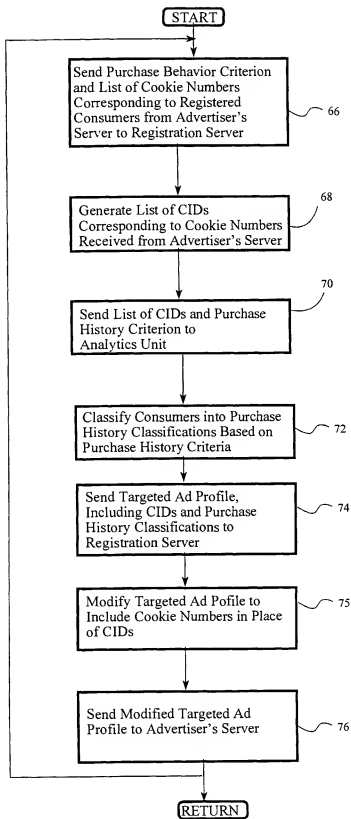 START
Send Purchase Behavior Criterion
and List of Cookie Numbers
Corresponding to Registered
Consumers from Advertiser's
Server to Registration Server
66
Generate List of CIDs
Corresponding to Cookie Numbers
Received from Advertiser's Server
68
Send List of CIDs and Purchase
History Criterion to
Analytics Unit
70
Classify Consumers into Purchase
History Classifications Based on
Purchase History Criteria
72
Send Targeted Ad Profile,
Including CIDs and Purchase
History Classifications to
Registration Server
74
Modify Targeted Ad Pofile to
Include Cookie Numbers in Place
of CIDs
75
Send Modified Targeted Ad
Profile to Advertiser's Server
76
RETURN